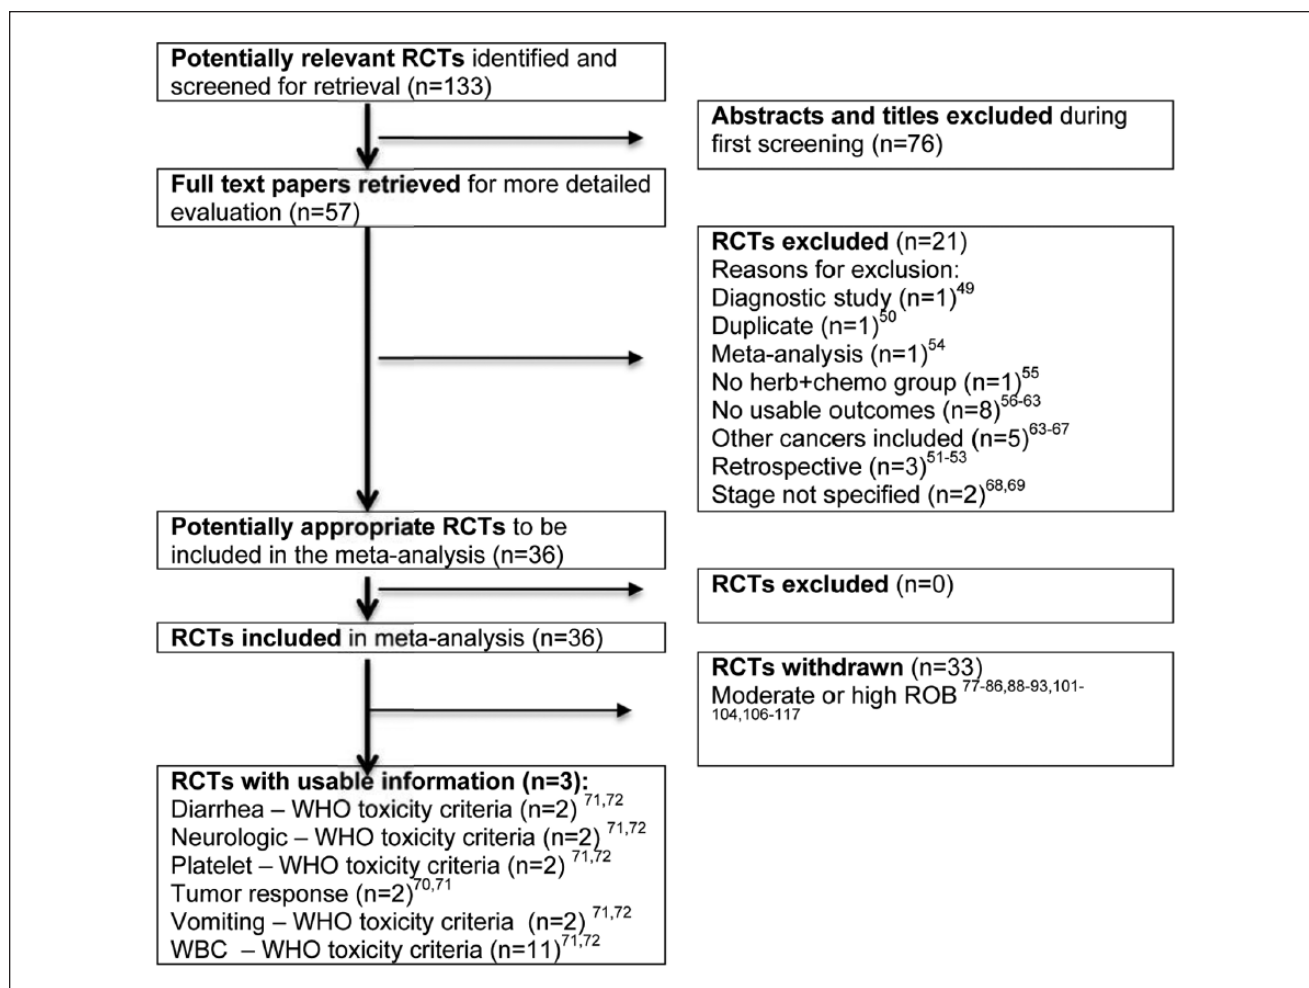 Potentially relevant RCTs identified and
screened for retrieval (n=133)
Abstracts and titles excluded during
first screening (n=76)
Full text papers retrieved for more detailed
evaluation (n=57)
RCTs excluded (n=21)
Reasons for exclusion:
Diagnostic study (n=1)49
Duplicate (n=1)50
Meta-analysis (n=1)54
No herb+chemo group (n=1)55
No usable outcomes (n=8)56-63
Other cancers included (n=5)63-67
Retrospective (n=3)51-53
Stage not specified (n=2)68,69
Potentially appropriate RCTs to be
included in the meta-analysis (n=36)
RCTs excluded (n=0)
RCTs included in meta-analysis (n=36)
RCTs withdrawn (n=33)
Moderate or high ROB 77-86,88-93,101-
104,106-117
RCTs with usable information (n=3):
Diarrhea – WHO toxicity criteria (n=2) 71,72
Neurologic – WHO toxicity criteria (n=2) 71,72
Platelet – WHO toxicity criteria (n=2) 71,72
Tumor response (n=2)70,71
Vomiting – WHO toxicity criteria (n=2) 71,72
WBC – WHO toxicity criteria (n=11)71,72